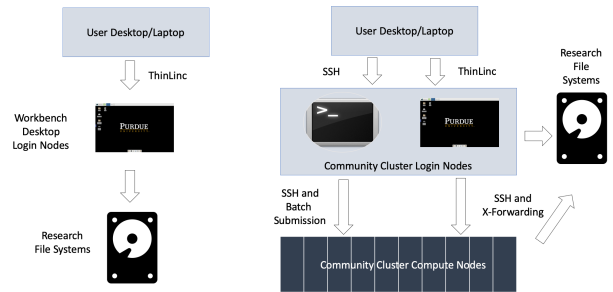 User Desktop/Laptop
ThinLinc
Workbench
Desktop
Login Nodes
PURDUE
Research
File Systems
User Desktop/Laptop
SSH
ThinLinc
Research
File
Systems
>_
PURDUE
Community Cluster Login Nodes
SSH and
Batch
Submission
SSH and
X-Forwarding
Community Cluster Compute Nodes